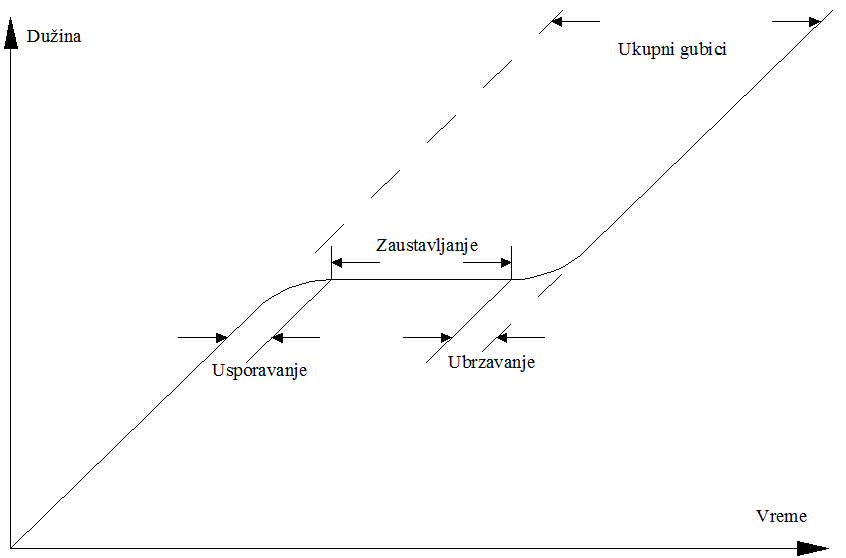 Dužina
Ukupni gubici
Zaustavljanje
Usporavanje
Ubrzavanje
Vreme